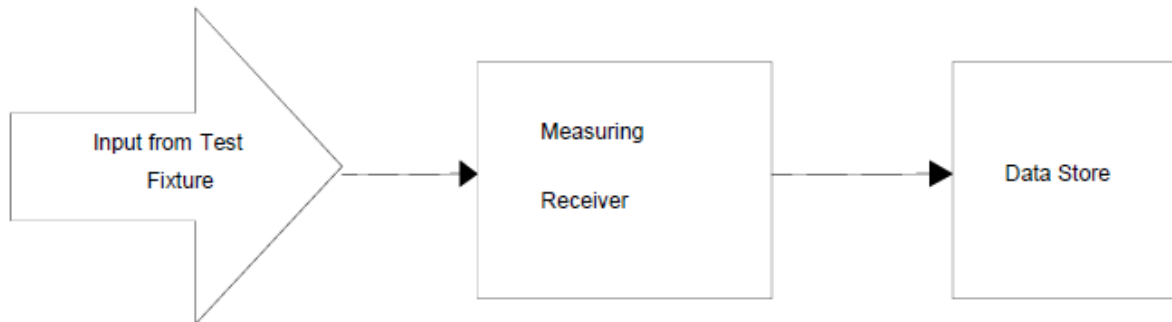 Input from Test
Fixture
Measuring
Receiver
Data Store